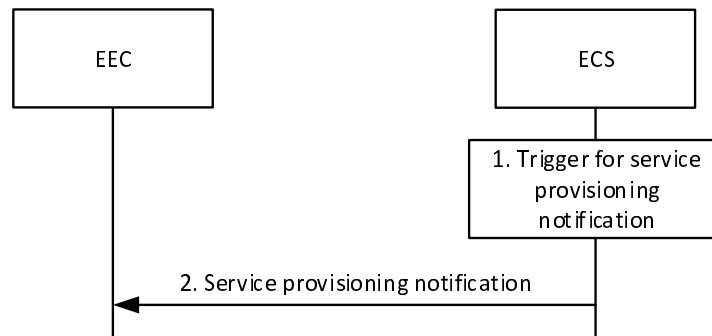 EEC
ECS
1. Trigger for service
provisioning
notification
2. Service provisioning notification